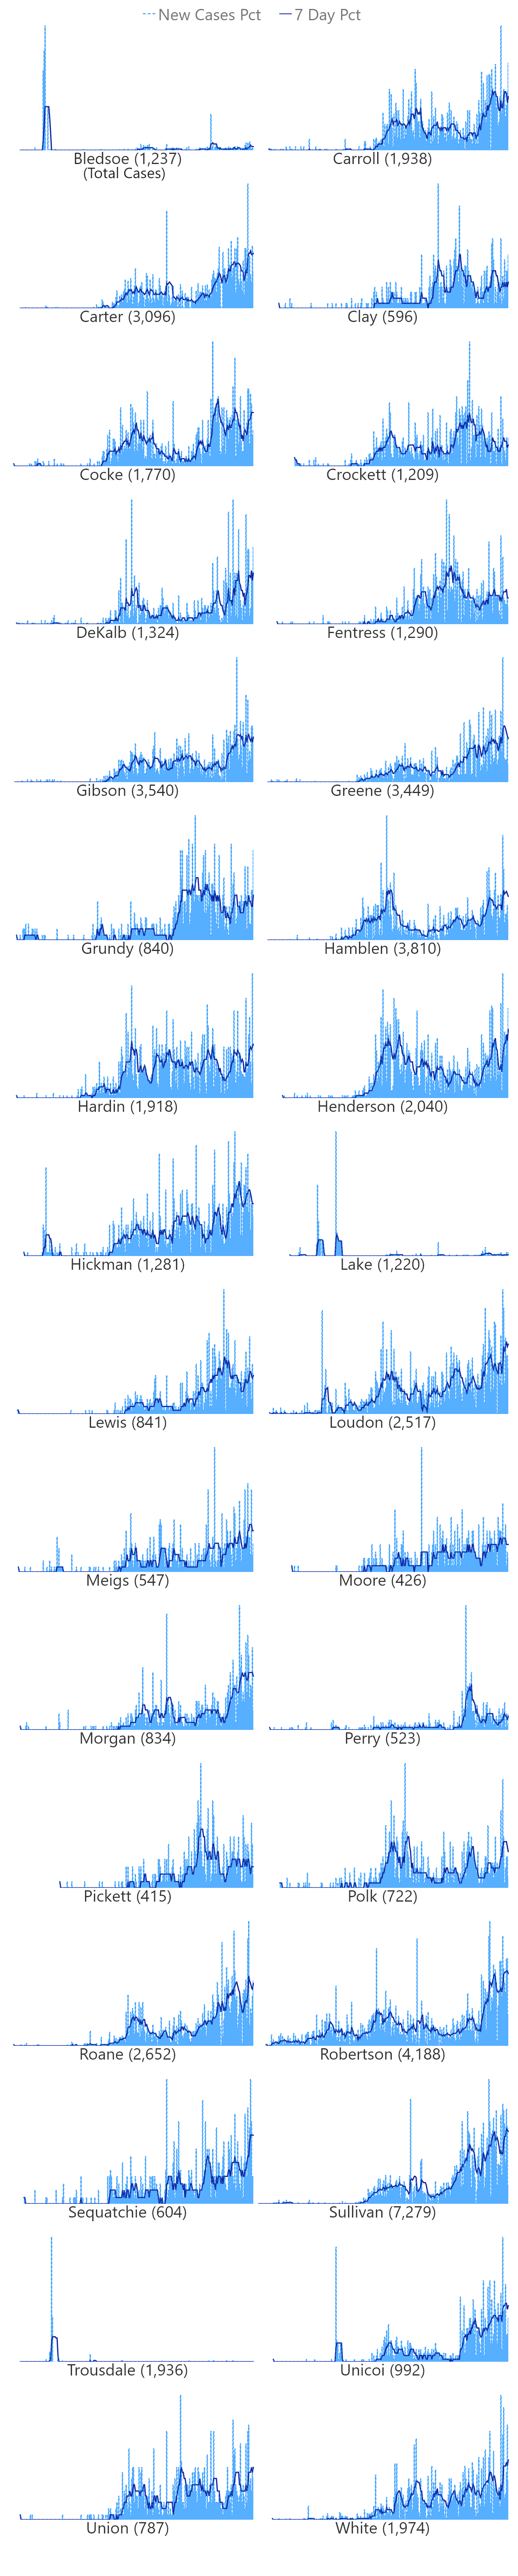 New Cases Pct 7 Day Pct
Bledsoe (1,237) Carroll (1,938)
(Total Cases)
Carter (3,096) Clay (596)
Cocke (1,770) Crockett (1,209)
DeKalb (1,324) Fentress (1,290)
Gibson (3,540) Greene (3,449)
Grundy (840) Hamblen (3,810)
Hardin (1,918) Henderson (2,040)
Hickman (1,281) Lake (1,220)
Lewis (841) Loudon (2,517)
Meigs (547) Moore (426)
Morgan (834) Perry (523)
Pickett (415) Polk (722)
Roane (2,652) Robertson (4,188)
Sequatchie (604) Sullivan (7,279)
Trousdale (1,936) Unicoi (992)
Union (787) White (1,974)